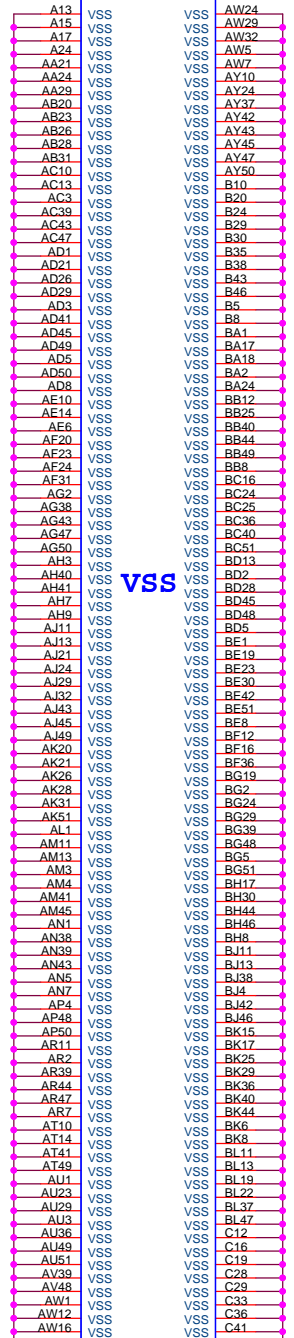 A13 VSS VSS AW24
A15 VSS VSS AW29
A17 VSS VSS AW32
A24 VSS VSS AW5
AA21 VSS VSS AW7
AA24 VSS VSS AY10
AA29 VSS VSS AY24
AB20 VSS VSS AY37
AB23 VSS VSS AY42
AB26 VSS VSS AY43
AB28 VSS VSS AY45
AB31 VSS VSS AY47
AC10 VSS VSS AY50
AC13 VSS VSS B10
AC3 VSS VSS B20
AC39 VSS VSS B24
AC43 VSS VSS B29
AC47 VSS VSS B30
AD1 VSS VSS B35
AD21 VSS VSS B38
AD26 VSS VSS B43
AD29 VSS VSS B46
AD3 VSS VSS B5
AD41 VSS VSS B8
AD45 VSS VSS BA1
AD49 VSS VSS BA17
AD5 VSS VSS BA18
AD50 VSS VSS BA2
AD8 VSS VSS BA24
AE10 VSS VSS BB12
AE14 VSS VSS BB25
AE6 VSS VSS BB40
AF20 VSS VSS BB44
AF23 VSS VSS BB49
AF24 VSS VSS BB8
AF31 VSS VSS BC16
AG2 VSS VSS BC24
AG38 VSS VSS BC25
AG43 VSS VSS BC36
AG47 VSS VSS BC40
AG50 VSS VSS BC51
AH3 VSS VSS BD13
AH40 VSS VSS VSS BD2
AH41 VSS VSS BD28
AH7 VSS VSS BD45
AH9 VSS VSS BD48
AJ11 VSS VSS BD5
AJ13 VSS VSS BE1
AJ21 VSS VSS BE19
AJ24 VSS VSS BE23
AJ29 VSS VSS BE30
AJ32 VSS VSS BE42
AJ43 VSS VSS BE51
AJ45 VSS VSS BE8
AJ49 VSS VSS BF12
AK20 VSS VSS BF16
AK21 VSS VSS BF36
AK26 VSS VSS BG19
AK28 VSS VSS BG2
AK31 VSS VSS BG24
AK51 VSS VSS BG29
AL1 VSS VSS BG39
AM11 VSS VSS BG48
AM13 VSS VSS BG5
AM3 VSS VSS BG51
AM4 VSS VSS BH17
AM41 VSS VSS BH30
AM45 VSS VSS BH44
AN1 VSS VSS BH46
AN38 VSS VSS BH8
AN39 VSS VSS BJ11
AN43 VSS VSS BJ13
AN5 VSS VSS BJ38
AN7 VSS VSS BJ4
AP4 VSS VSS BJ42
AP48 VSS VSS BJ46
AP50 VSS VSS BK15
AR11 VSS VSS BK17
AR2 VSS VSS BK25
AR39 VSS VSS BK29
AR44 VSS VSS BK36
AR47 VSS VSS BK40
AR7 VSS VSS BK44
AT10 VSS VSS BK6
AT14 VSS VSS BK8
AT41 VSS VSS BL11
AT49 VSS VSS BL13
AU1 VSS VSS BL19
AU23 VSS VSS BL22
AU29 VSS VSS BL37
AU3 VSS VSS BL47
AU36 VSS VSS C12
AU49 VSS VSS C16
AU51 VSS VSS C19
AV39 VSS VSS C28
AV48 VSS VSS C29
AW1 VSS VSS C33
AW12 VSS VSS C36
AW16 VSS VSS C41